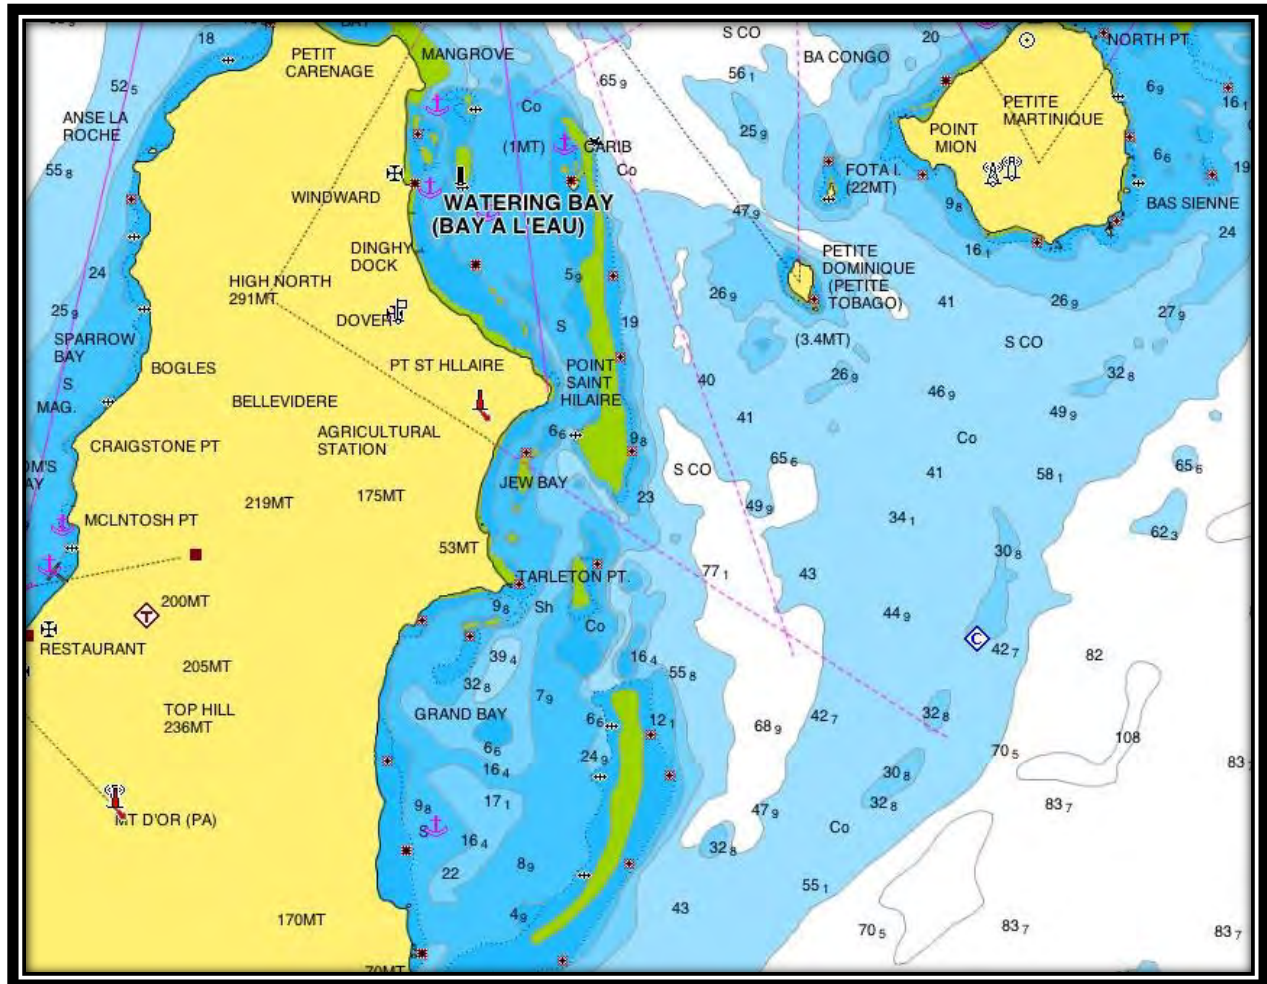 18
BAY
PETIT
CARENAGE
MANGROVE
S CO
BA CONGO
20
NORTH PT
52 5
65 9
56 1
6 9
16 1
ANSE LA
ROCHE
Co
PETITE
MARTINIQUE
(1MT)
CARIB
25 9
POINT
MION
6 6
19
55 8
Co
FOTA I.
(22MT)
WINDWARD
WATERING BAY
(BAY A L'EAU)
47 9
9 8
BAS SIENNE
24
DINGHY
DOCK
16 1
PETITE
DOMINIQUE
(PETITE
TOBAGO)
24
HIGH NORTH
291MT
5 9
26 9
41
26 9
27 9
25 9
DOVER
S
19
SPARROW
BAY
(3.4MT)
S CO
BOGLES
PT ST HLLAIRE
POINT
SAINT
HILAIRE
40
26 9
32 8
S
MAG.
BELLEVIDERE
46 9
49 9
41
CRAIGSTONE PT
AGRICULTURAL
STATION
6 6
9 8
Co
OM'S
AY
S CO
65 6
41
58 1
65 6
JEW BAY
219MT
175MT
23
49 9
MCLNTOSH PT
34 1
62 3
53MT
30 8
TARLETON PT.
77 1
43
200MT
T
9 8
Sh
44 9
Co
C
RESTAURANT
42 7
82
39 4
16 4
55 8
205MT
32 8
7 9
TOP HILL
236MT
GRAND BAY
6 6
12 1
68 9
42 7
32 8
108
6 6
24 9
70 5
83 7
16 4
30 8
32 8
9 8
17 1
47 9
83 7
MT D'OR (PA)
S
16 4
32 8
Co
22
8 9
55 1
170MT
4 9
43
70 5
83 7
83 7
70MT